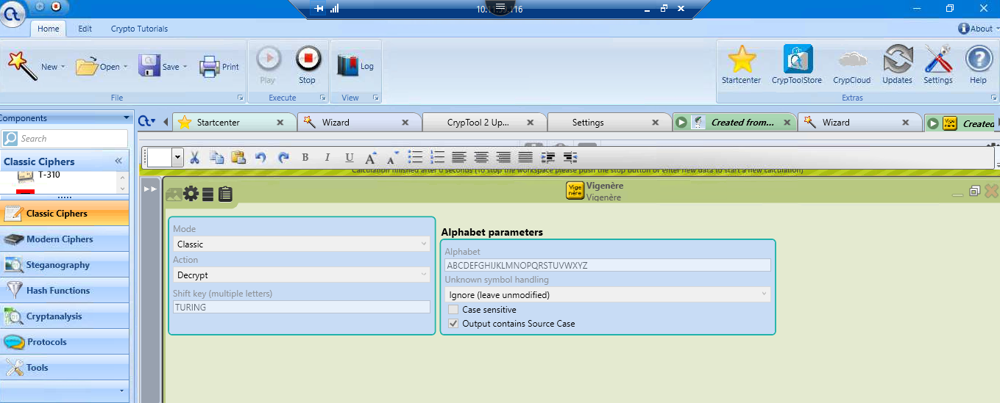 Home Edit Crypto Tutorials About
New Open Save Print Play Stop Log Startcenter CrypToolStore CrypCloud Updates Settings Help
File Execute View Extras
Components Startcenter Wizard CrypTool 2 Up... Settings Created from... Wizard Created
Search
Classic Ciphers
B I U A A
T-310
Calculation finished after 0 seconds (To stop the workspace please push the stop button or enter new data to start a new calculation)
Vigenère
Vigenère
Vige
nère
Classic Ciphers
Modern Ciphers
Steganography
Hash Functions
Cryptanalysis
Protocols
Tools
Mode
Classic
Action
Decrypt
Shift key (multiple letters)
TURING
Alphabet parameters
Alphabet
ABCDEFGHIJKLMNOPQRSTUVWXYZ
Unknown symbol handling
Ignore (leave unmodified)
Case sensitive
Output contains Source Case